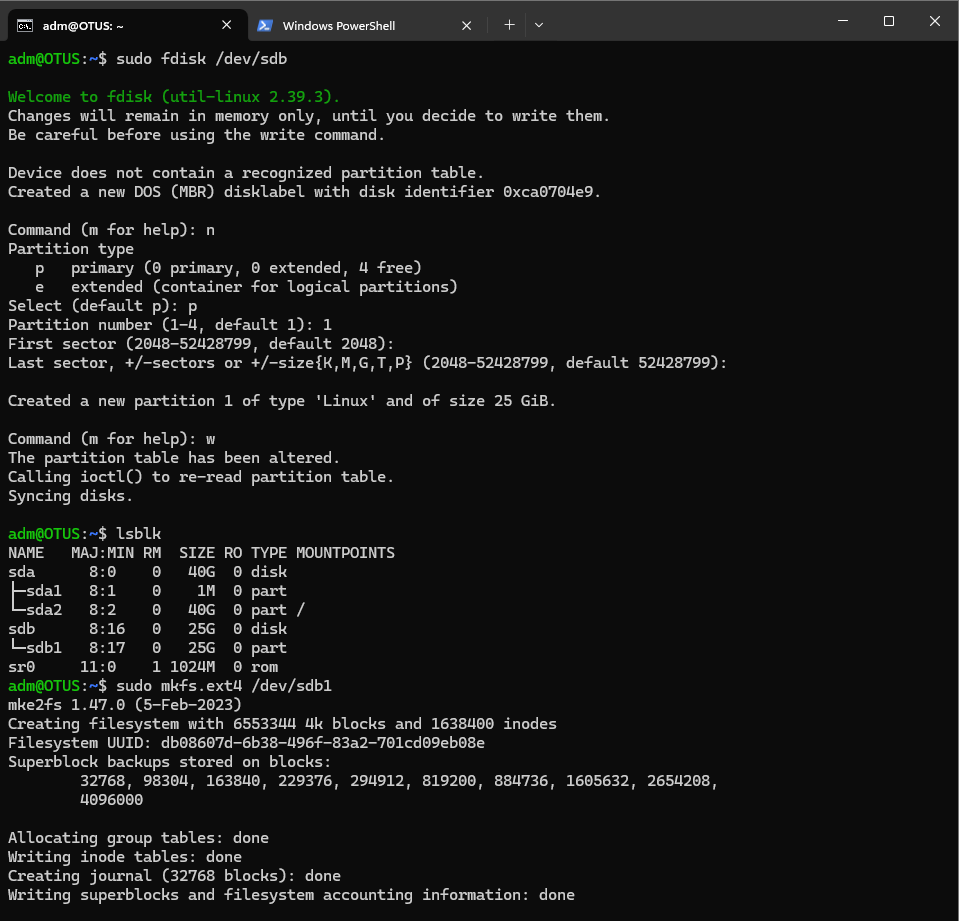 adm@OTUS: ~
Windows PowerShell
adm@OTUS:~$ sudo fdisk /dev/sdb
Welcome to fdisk (util-linux 2.39.3).
Changes will remain in memory only, until you decide to write them.
Be careful before using the write command.
Device does not contain a recognized partition table.
Created a new DOS (MBR) disklabel with disk identifier 0xca0704e9.
Command (m for help): n
Partition type
   p   primary (0 primary, 0 extended, 4 free)
   e   extended (container for logical partitions)
Select (default p): p
Partition number (1-4, default 1): 1
First sector (2048-52428799, default 2048):
Last sector, +/-sectors or +/-size{K,M,G,T,P} (2048-52428799, default 52428799):
Created a new partition 1 of type 'Linux' and of size 25 GiB.
Command (m for help): w
The partition table has been altered.
Calling ioctl() to re-read partition table.
Syncing disks.
adm@OTUS:~$ lsblk
NAME   MAJ:MIN RM  SIZE RO TYPE MOUNTPOINTS
sda      8:0    0   40G  0 disk
├─sda1   8:1    0    1M  0 part
└─sda2   8:2    0   40G  0 part /
sdb      8:16   0   25G  0 disk
└─sdb1   8:17   0   25G  0 part
sr0     11:0    1 1024M  0 rom
adm@OTUS:~$ sudo mkfs.ext4 /dev/sdb1
mke2fs 1.47.0 (5-Feb-2023)
Creating filesystem with 6553344 4k blocks and 1638400 inodes
Filesystem UUID: db08607d-6b38-496f-83a2-701cd09eb08e
Superblock backups stored on blocks:
        32768, 98304, 163840, 229376, 294912, 819200, 884736, 1605632, 2654208,
        4096000
Allocating group tables: done
Writing inode tables: done
Creating journal (32768 blocks): done
Writing superblocks and filesystem accounting information: done